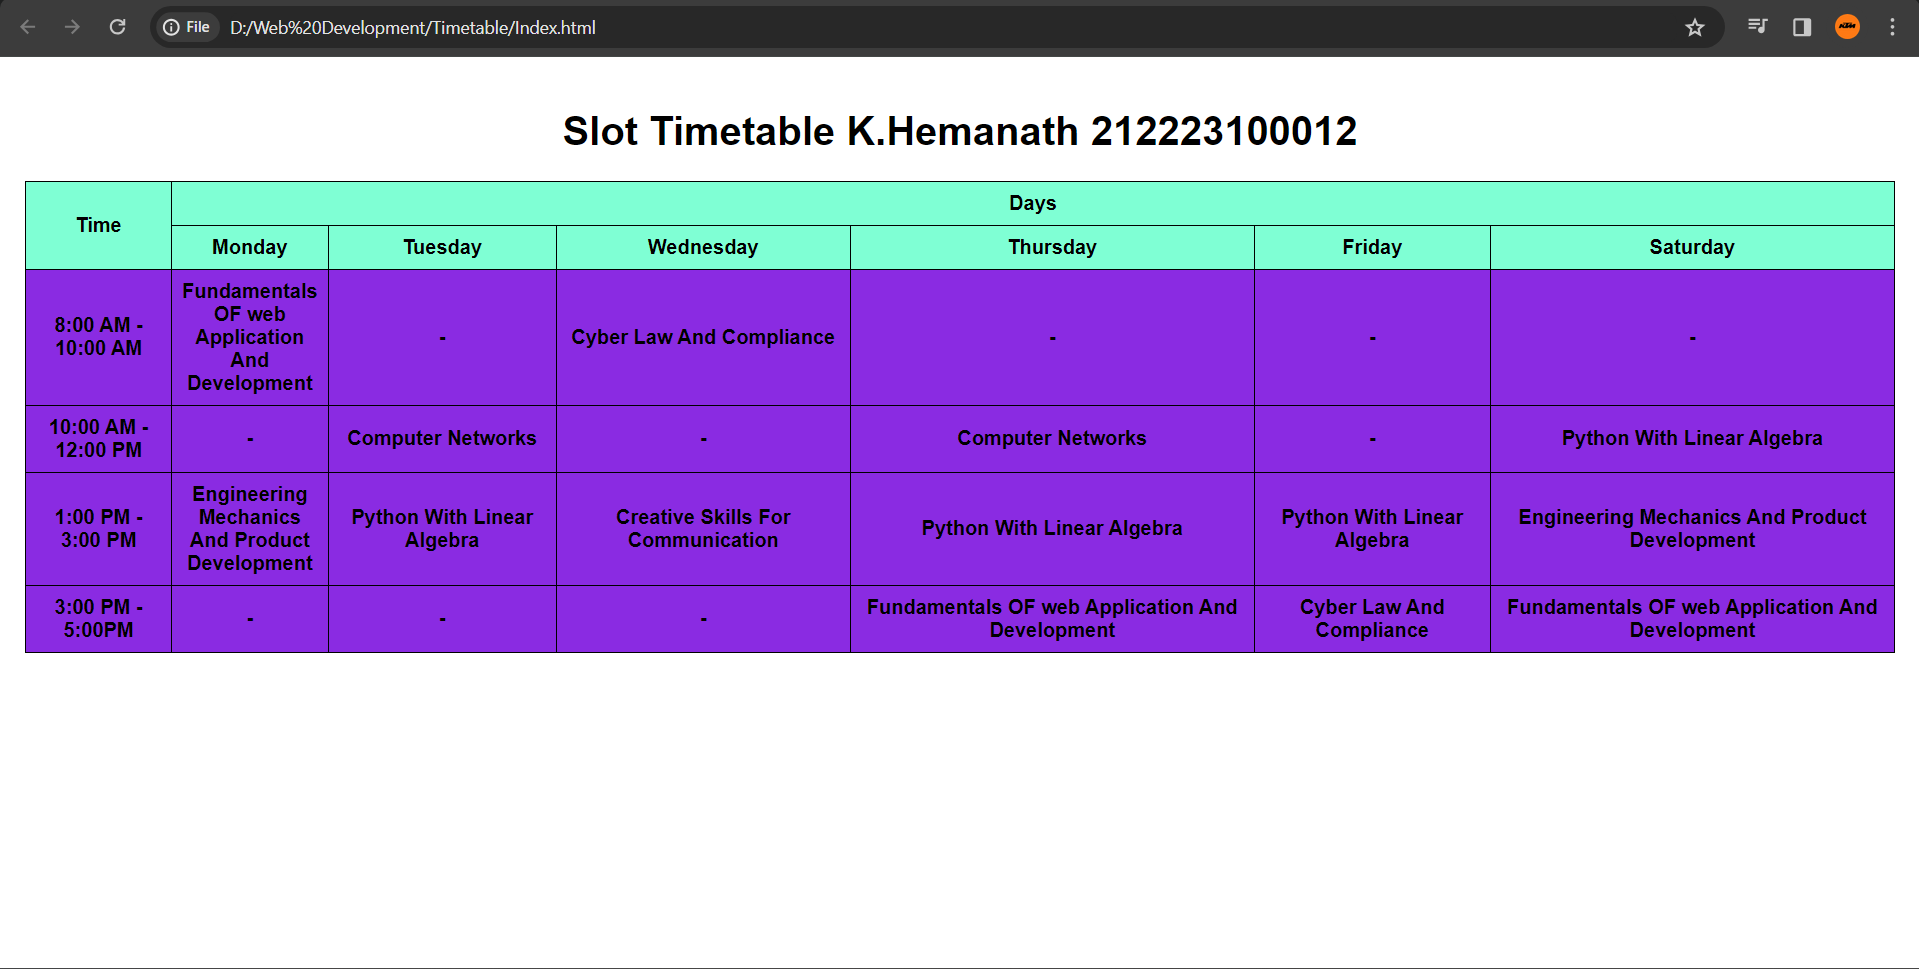 File D:/Web%20Development/Timetable/Index.html
KTM
Slot Timetable K.Hemanath 212223100012
Time
Days
Monday Tuesday Wednesday Thursday Friday Saturday
8:00 AM -
10:00 AM
Fundamentals
OF web
Application
And
Development
-
Cyber Law And Compliance
-
-
-
10:00 AM -
12:00 PM
-
Computer Networks
-
Computer Networks
-
Python With Linear Algebra
1:00 PM -
3:00 PM
Engineering
Mechanics
And Product
Development
Python With Linear
Algebra
Creative Skills For
Communication
Python With Linear Algebra
Python With Linear
Algebra
Engineering Mechanics And Product
Development
3:00 PM -
5:00PM
-
-
-
Fundamentals OF web Application And
Development
Cyber Law And
Compliance
Fundamentals OF web Application And
Development